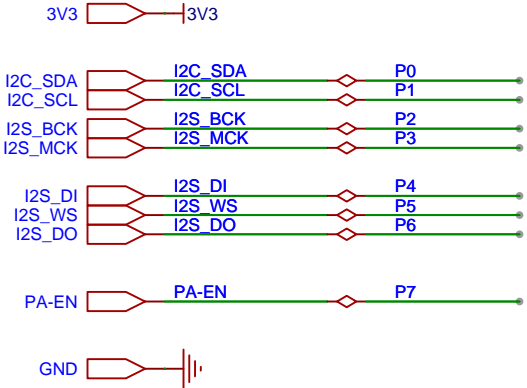 3V3 3V3
I2C_SDA I2C_SDA P0
I2C_SCL I2C_SCL P1
I2S_BCK I2S_BCK P2
I2S_MCK I2S_MCK P3
I2S_DI I2S_DI P4
I2S_WS I2S_WS P5
I2S_DO I2S_DO P6
PA-EN PA-EN P7
GND